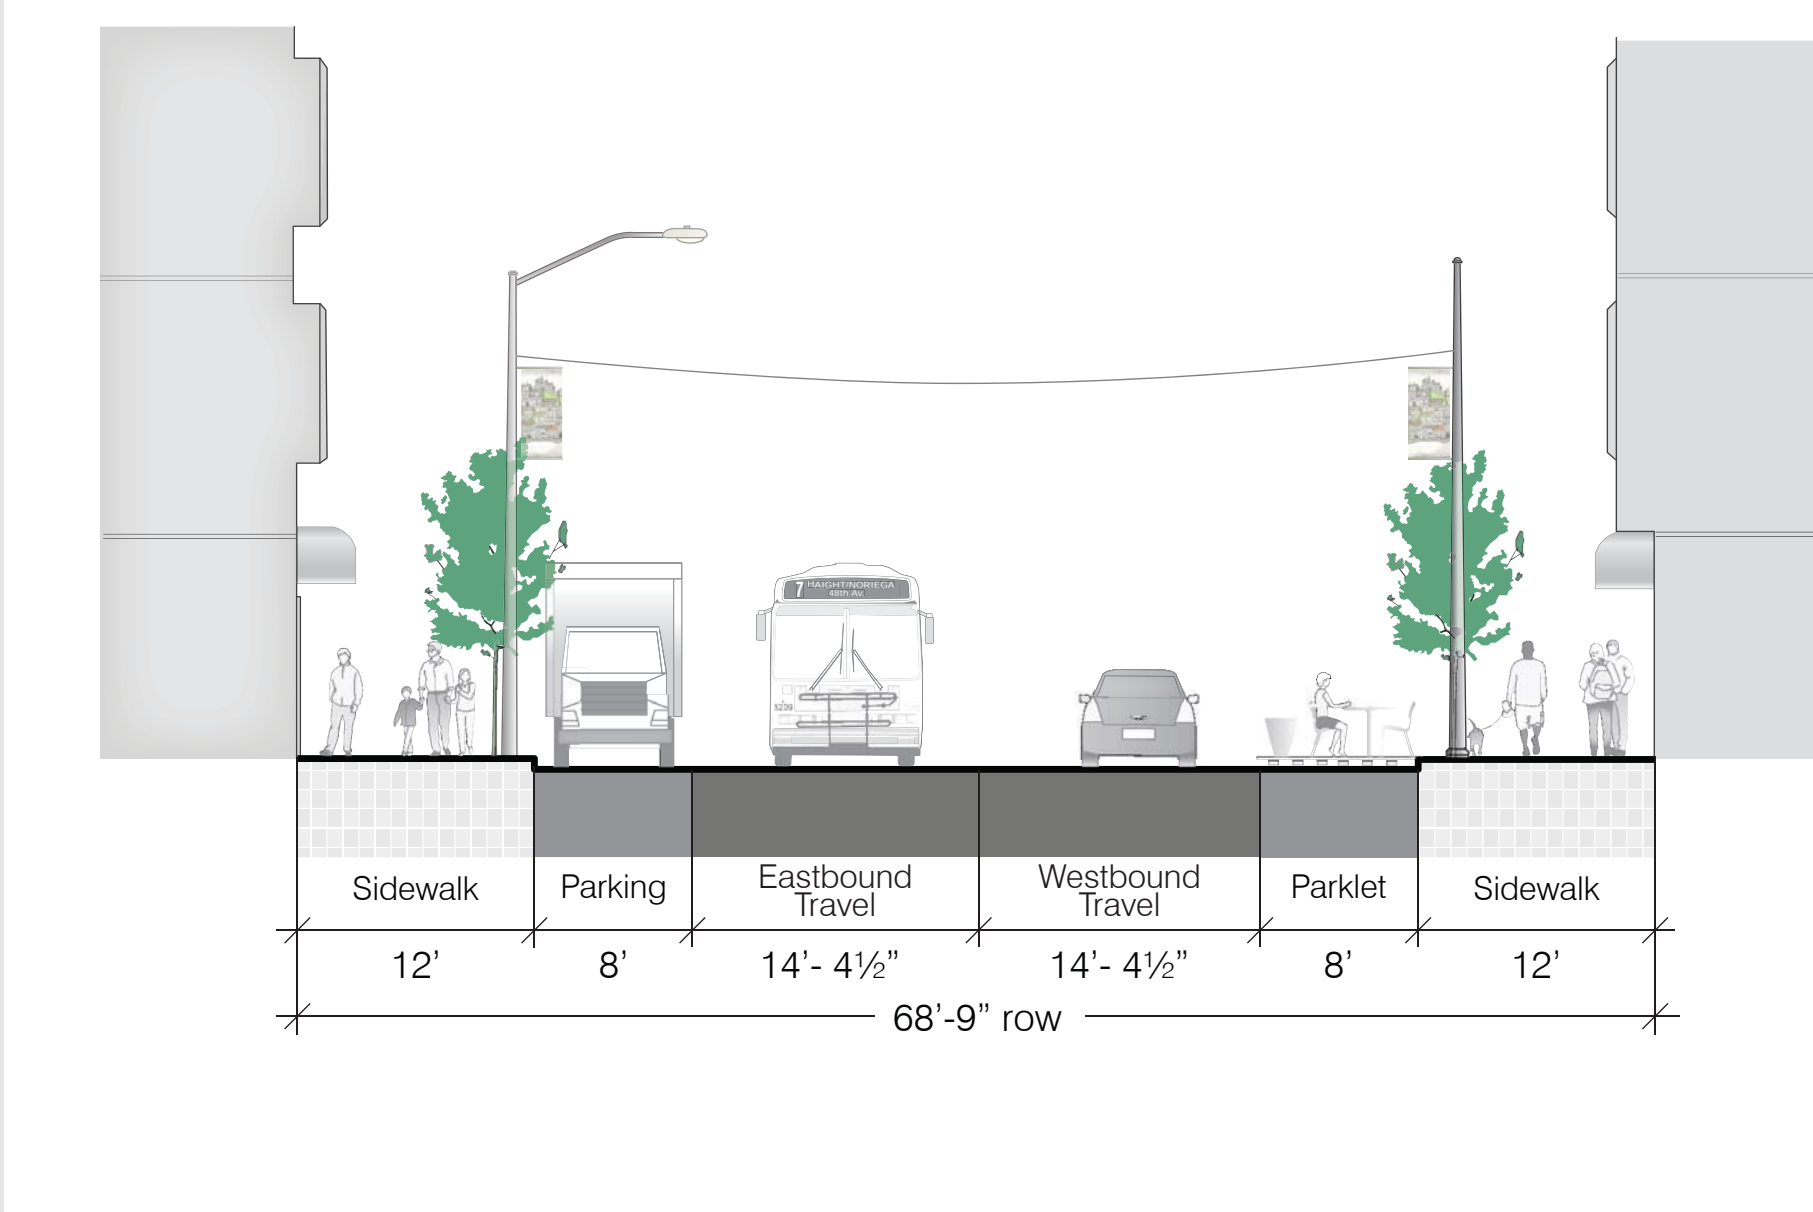 7 HAIGHT/NORIEGA
48th Av.
Sidewalk
Parking
Eastbound
Travel
Westbound
Travel
Parklet
Sidewalk
12’
8’
14’- 4½”
14’- 4½”
8’
12’
68’-9” row